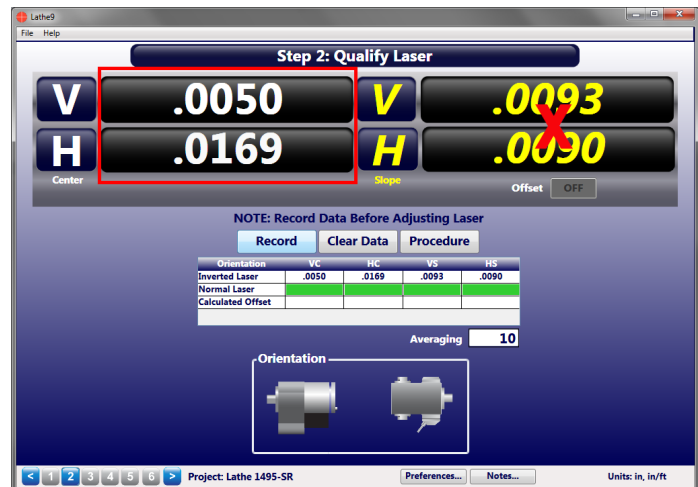 Lathe9
File Help
Step 2: Qualify Laser
V .0050 V .0093
H .0169 H .0090
X
Center Slope Offset OFF
NOTE: Record Data Before Adjusting Laser
Record Clear Data Procedure
Orientation VC HC VS HS
Inverted Laser .0050 .0169 .0093 .0090
Normal Laser
Calculated Offset
Averaging 10
Orientation
< 1 2 3 4 5 6 > Project: Lathe 1495-SR Preferences... Notes... Units: in, in/ft